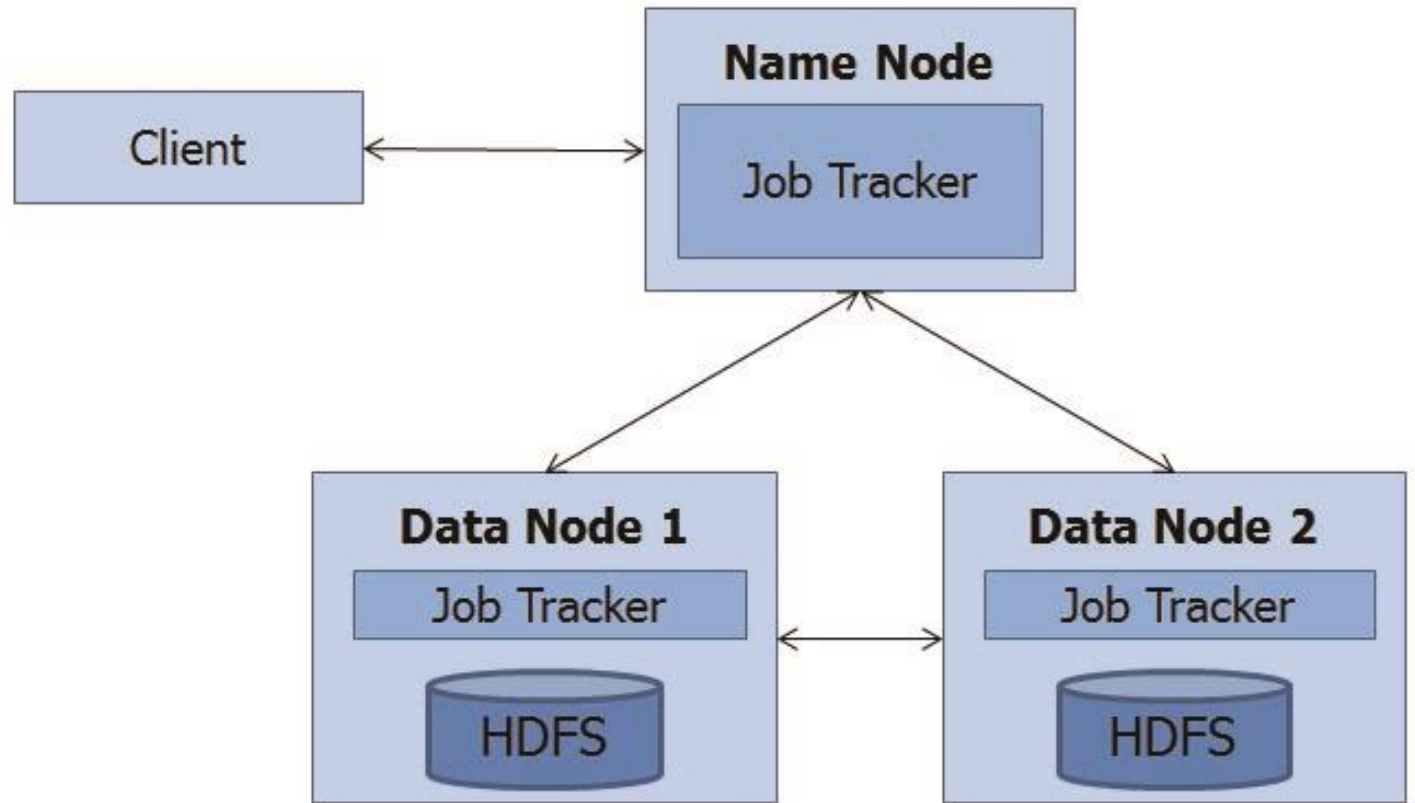 Name Node
Client
Job Tracker
Data Node 1
Data Node 2
Job Tracker
Job Tracker
HDFS
HDFS